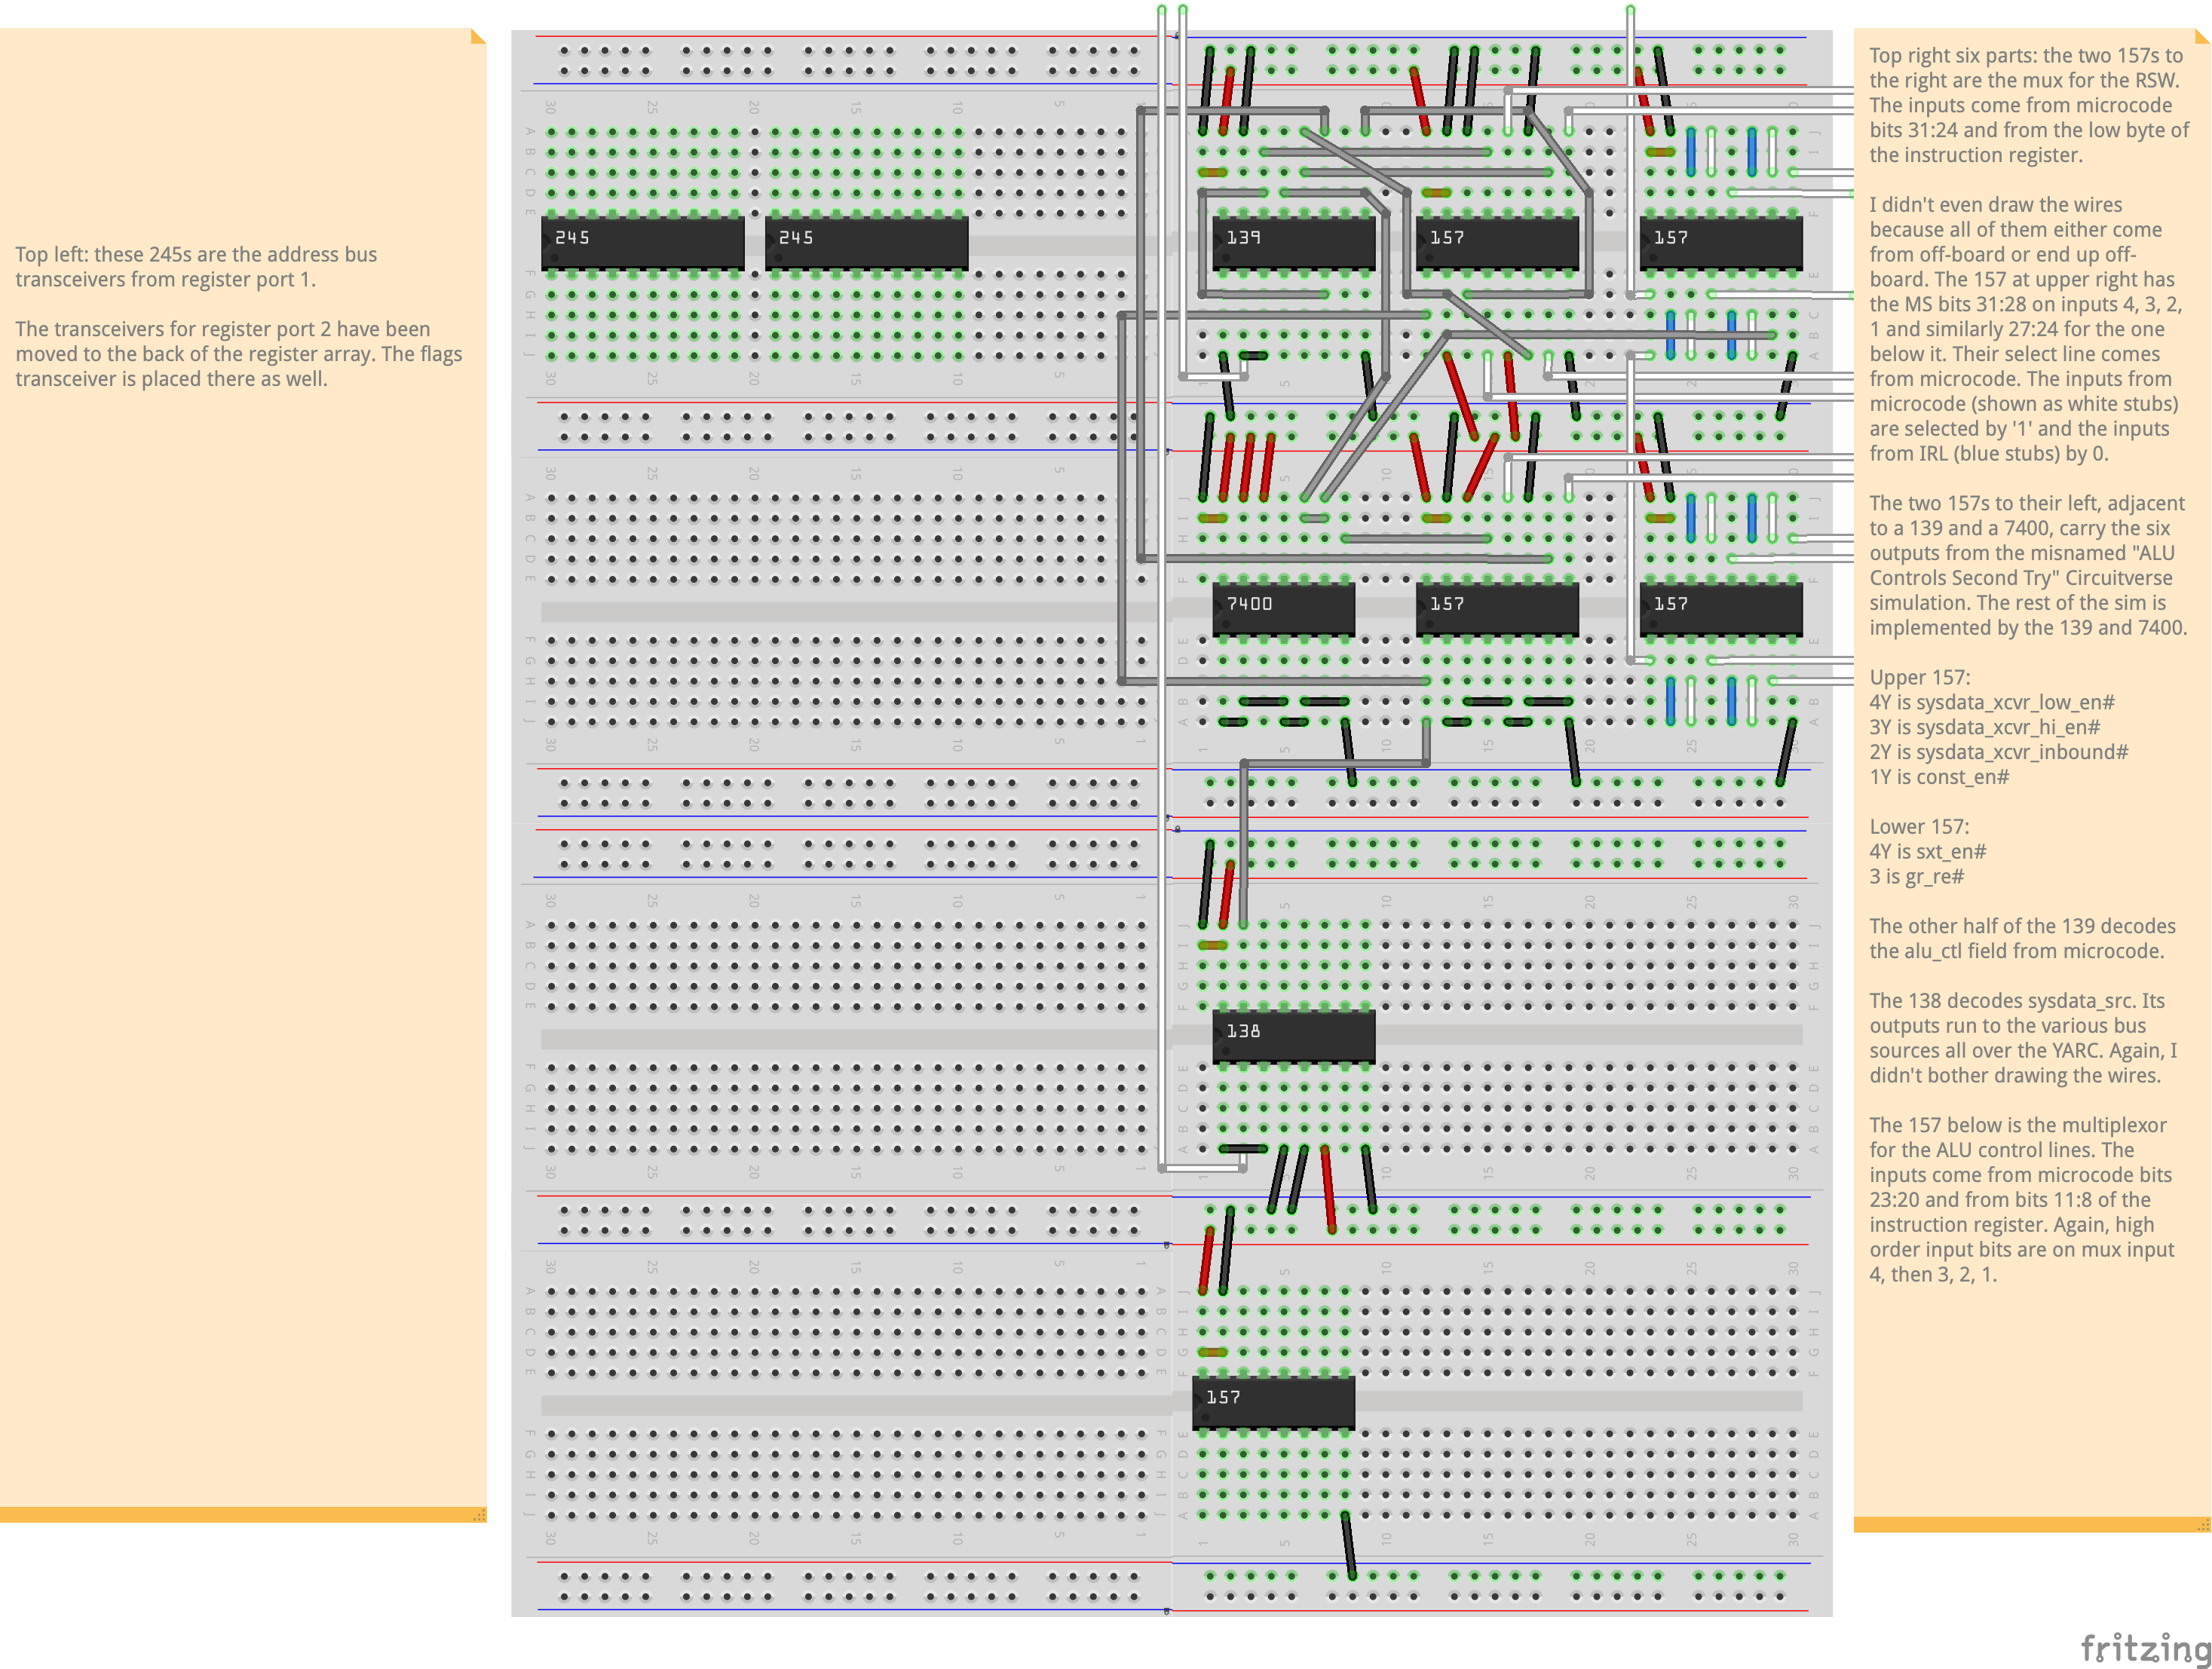 Top left: these 245s are the address bus
transceivers from register port 1.
The transceivers for register port 2 have been
moved to the back of the register array. The flags
transceiver is placed there as well.
245
245
139
157
157
7400
157
157
138
157
Top right six parts: the two 157s to
the right are the mux for the RSW.
The inputs come from microcode
bits 31:24 and from the low byte of
the instruction register.
I didn't even draw the wires
because all of them either come
from off-board or end up off-
board. The 157 at upper right has
the MS bits 31:28 on inputs 4, 3, 2,
1 and similarly 27:24 for the one
below it. Their select line comes
from microcode. The inputs from
microcode (shown as white stubs)
are selected by '1' and the inputs
from IRL (blue stubs) by 0.
The two 157s to their left, adjacent
to a 139 and a 7400, carry the six
outputs from the misnamed "ALU
Controls Second Try" Circuitverse
simulation. The rest of the sim is
implemented by the 139 and 7400.
Upper 157:
4Y is sysdata_xcvr_low_en#
3Y is sysdata_xcvr_hi_en#
2Y is sysdata_xcvr_inbound#
1Y is const_en#
Lower 157:
4Y is sxt_en#
3 is gr_re#
The other half of the 139 decodes
the alu_ctl field from microcode.
The 138 decodes sysdata_src. Its
outputs run to the various bus
sources all over the YARC. Again, I
didn't bother drawing the wires.
The 157 below is the multiplexor
for the ALU control lines. The
inputs come from microcode bits
23:20 and from bits 11:8 of the
instruction register. Again, high
order input bits are on mux input
4, then 3, 2, 1.
fritzing